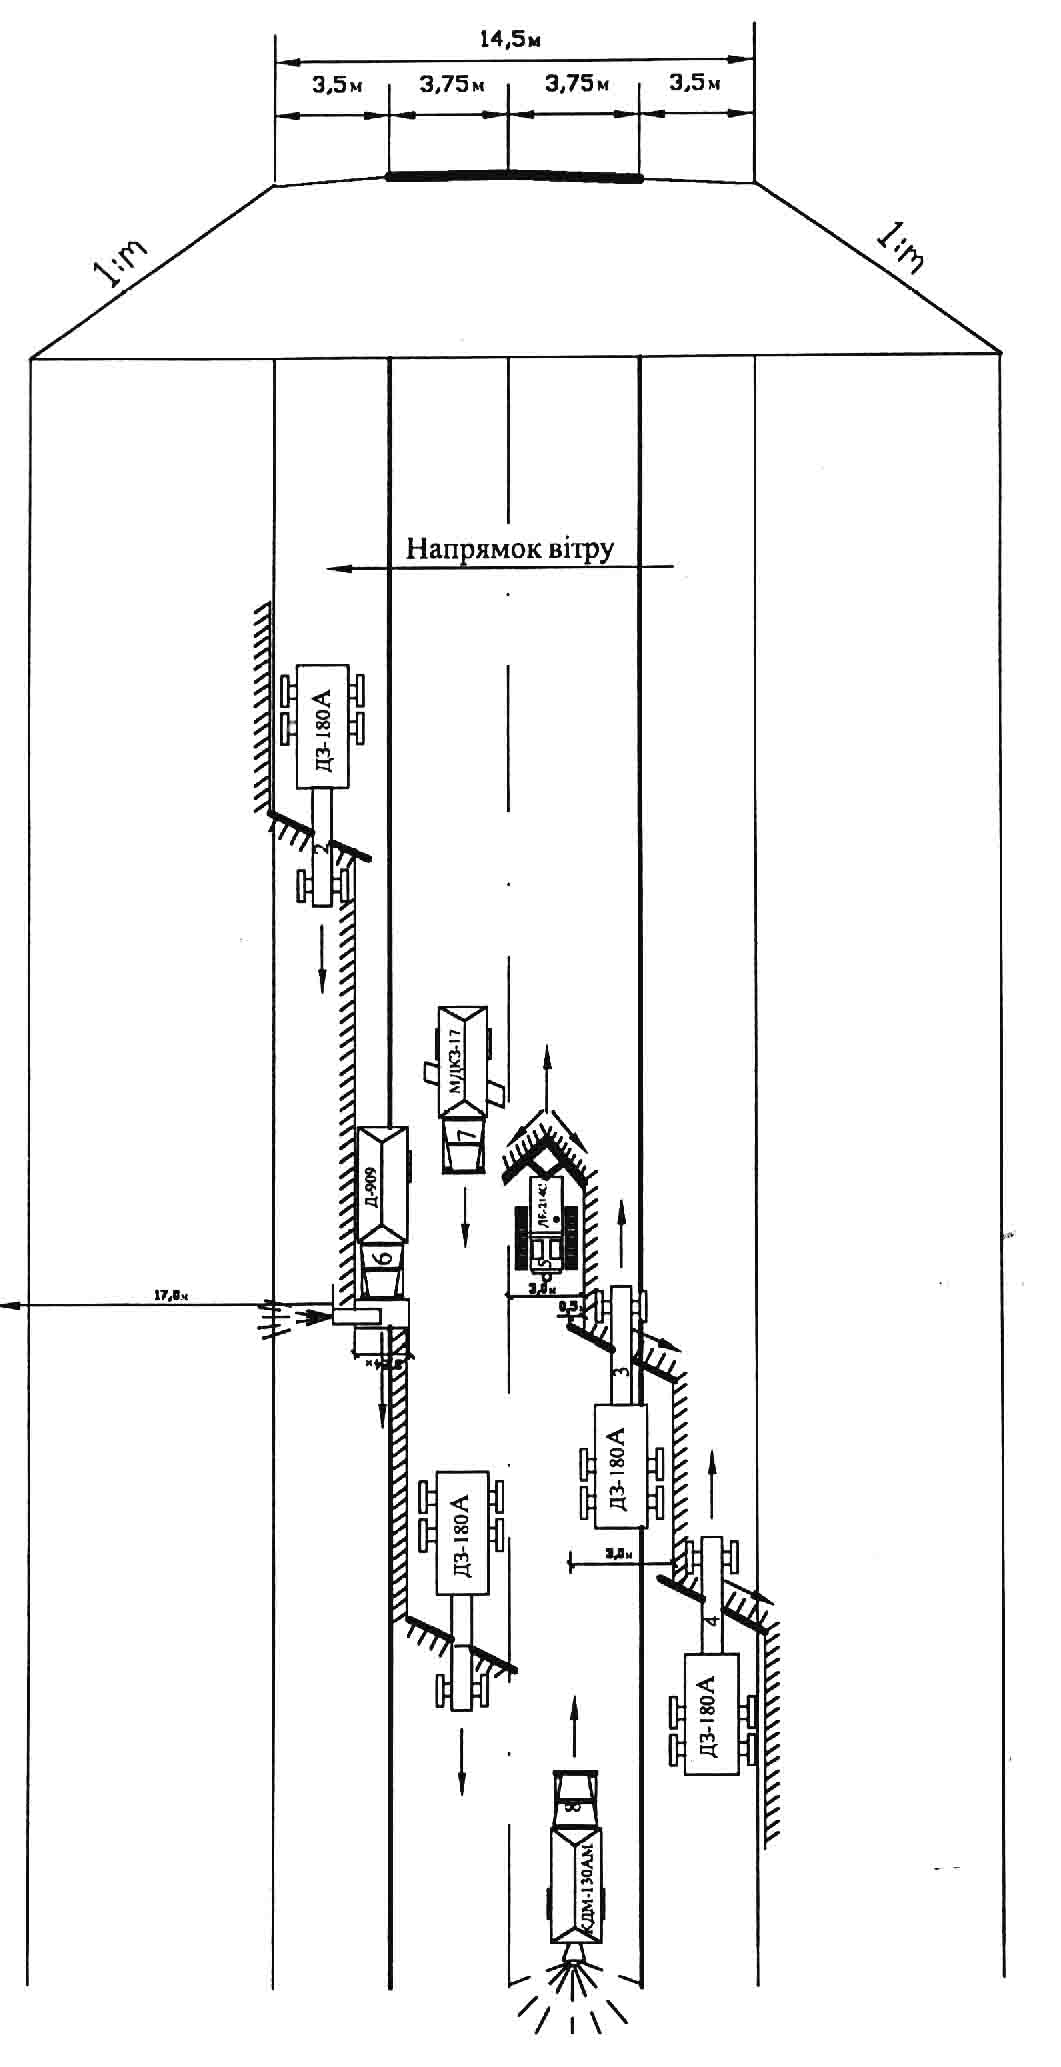 14,5м
3,5м 3,75м 3,75м 3,5м
1:m
1:m
Напрямок вітру
ДЗ-180А
2
МДКЗ-17
7
Д-909
6
5
17,0м
0,5м
3
ДЗ-180А
ДЗ-180А
1
3,0м
4
ДЗ-180А
8
КДМ-130АМ